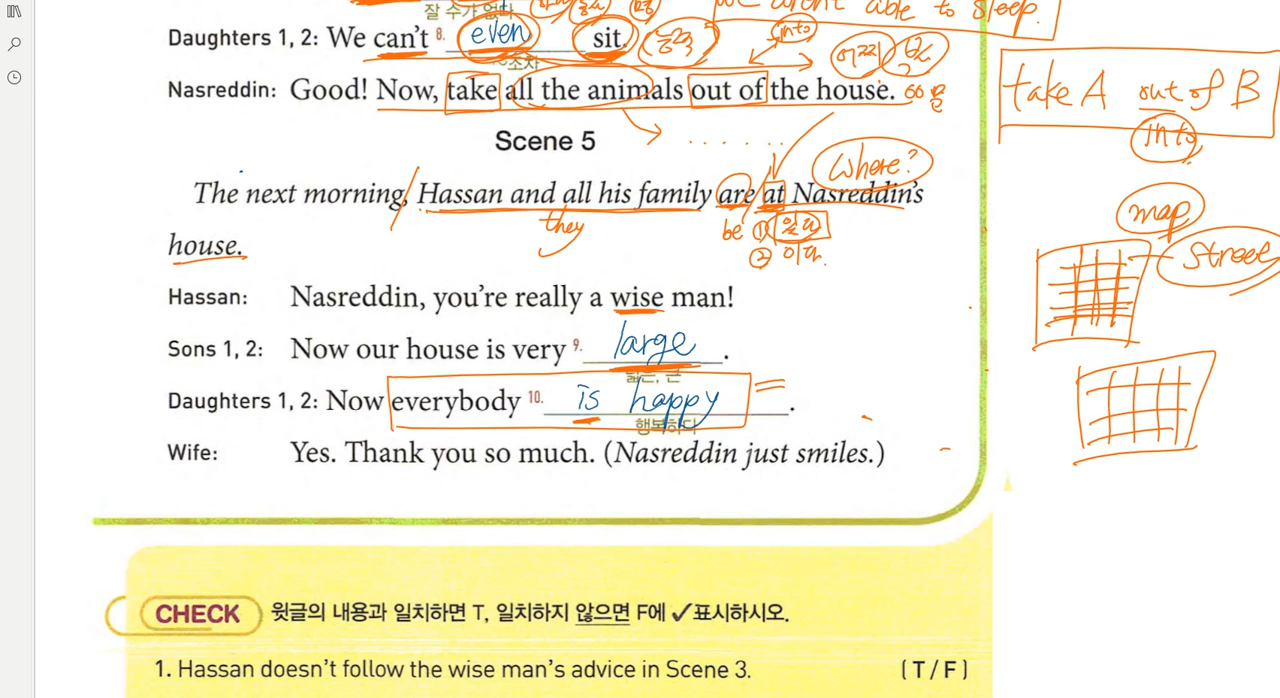 잘 수가 없다
We aren't able to sleep.
Daughters 1, 2: We can't 8. even sit.
into
조차
Nasreddin: Good! Now, take all the animals out of the house.
take A out of B
into
Scene 5
Where?
The next morning, Hassan and all his family are at Nasreddin's
they
be ① 있다
② 이다.
map
street
house.
Hassan: Nasreddin, you're really a wise man!
Sons 1, 2: Now our house is very 9. large.
넓은, 큰
Daughters 1, 2: Now everybody 10. is happy.
행복하다
Wife: Yes. Thank you so much. (Nasreddin just smiles.)
CHECK 윗글의 내용과 일치하면 T, 일치하지 않으면 F에 ✓표시하시오.
1. Hassan doesn't follow the wise man's advice in Scene 3. ( T / F )